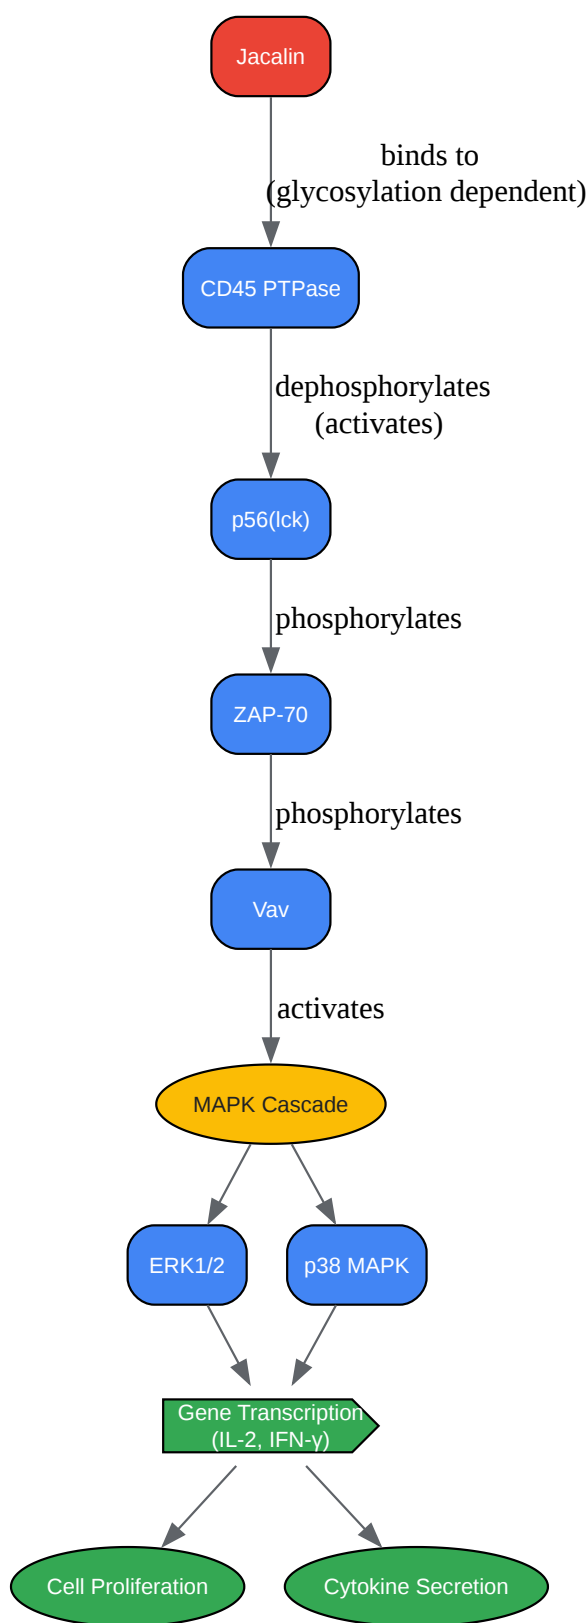 Jacalin
binds to
(glycosylation dependent)
CD45 PTPase
dephosphorylates
(activates)
p56(lck)
phosphorylates
ZAP-70
phosphorylates
Vav
activates
MAPK Cascade
ERK1/2
p38 MAPK
Gene Transcription
(IL-2, IFN-γ)
Cell Proliferation
Cytokine Secretion